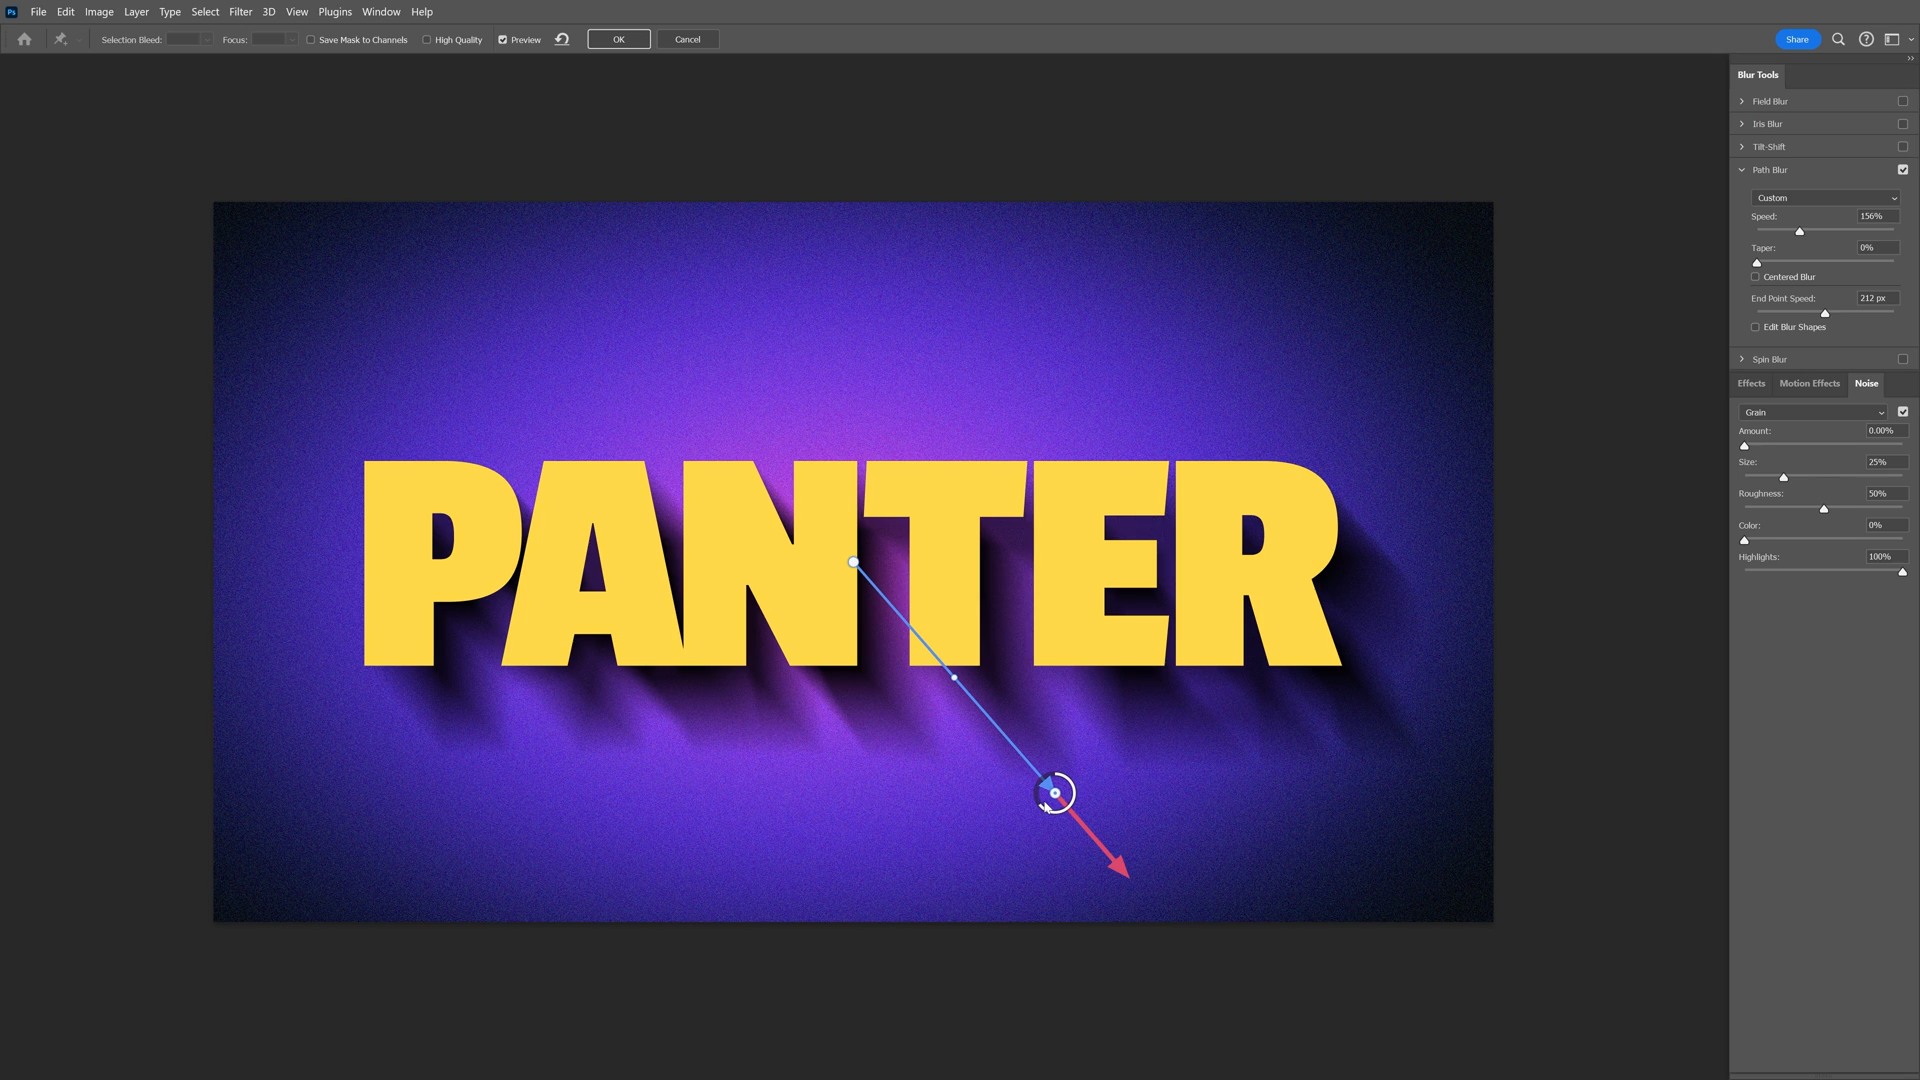 Ps File Edit Image Layer Type Select Filter 3D View Plugins Window Help
Selection Bleed: Focus: Save Mask to Channels High Quality Preview OK Cancel Share
Blur Tools
Field Blur
Iris Blur
Tilt-Shift
Path Blur
Custom
Speed: 156%
Taper: 0%
Centered Blur
End Point Speed: 212 px
Edit Blur Shapes
Spin Blur
Effects Motion Effects Noise
Grain
Amount: 0.00%
Size: 25%
Roughness: 50%
Color: 0%
Highlights: 100%
PANTER